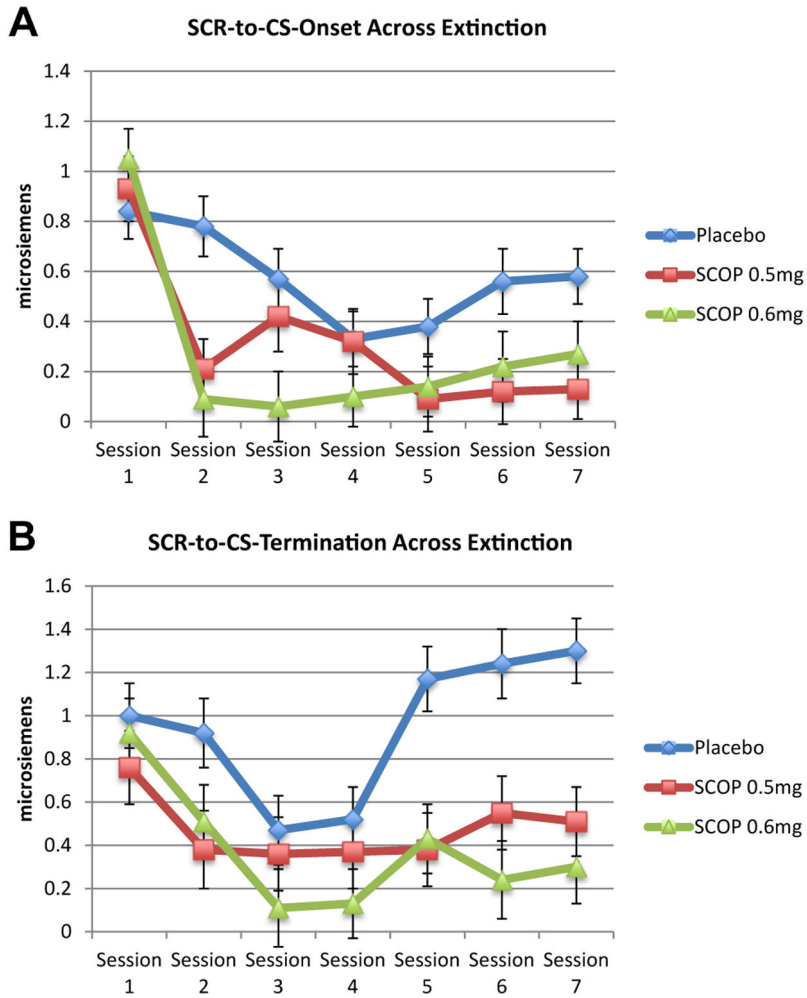 A
SCR-to-CS-Onset Across Extinction
microsiemens
1.4
1.2
1
0.8
0.6
0.4
0.2
0
Session 1
Session 2
Session 3
Session 4
Session 5
Session 6
Session 7
Placebo
SCOP 0.5mg
SCOP 0.6mg
B
SCR-to-CS-Termination Across Extinction
microsiemens
1.6
1.4
1.2
1
0.8
0.6
0.4
0.2
0
Session 1
Session 2
Session 3
Session 4
Session 5
Session 6
Session 7
Placebo
SCOP 0.5mg
SCOP 0.6mg